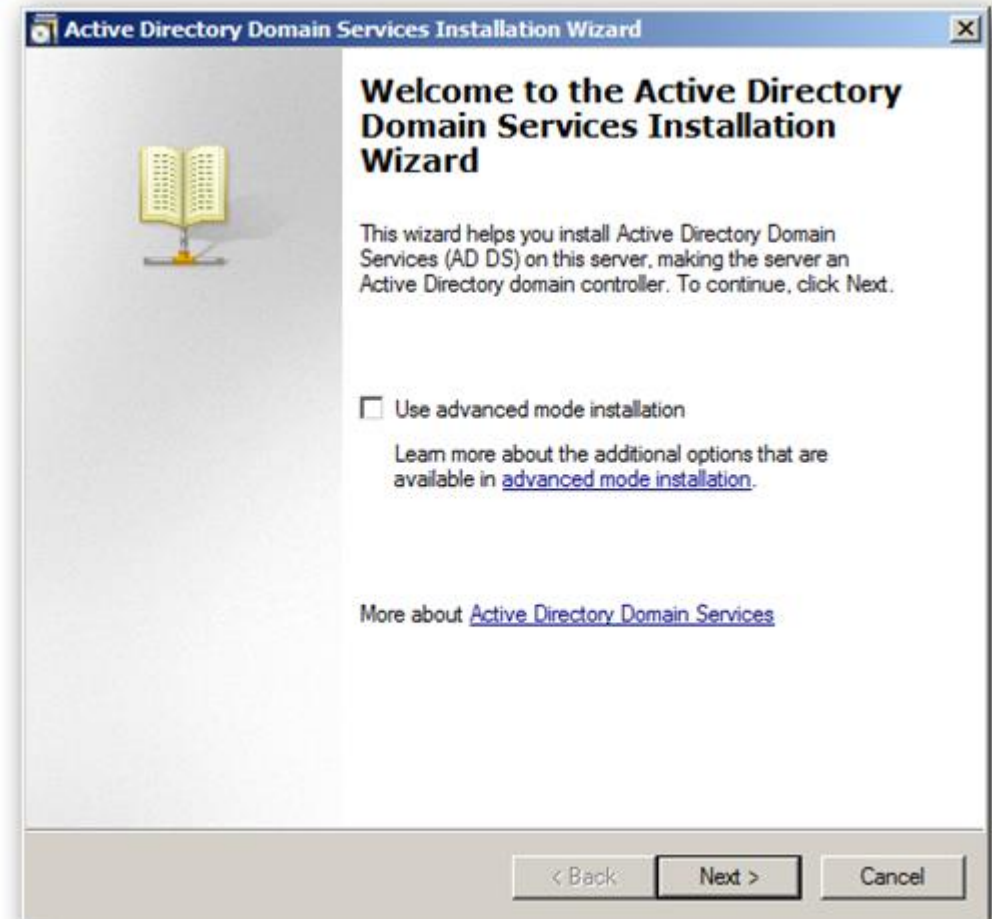 Active Directory Domain Services Installation Wizard
Welcome to the Active Directory
Domain Services Installation
Wizard
This wizard helps you install Active Directory Domain
Services (AD DS) on this server, making the server an
Active Directory domain controller. To continue, click Next.
Use advanced mode installation
Learn more about the additional options that are
available in advanced mode installation.
More about Active Directory Domain Services
< Back Next > Cancel